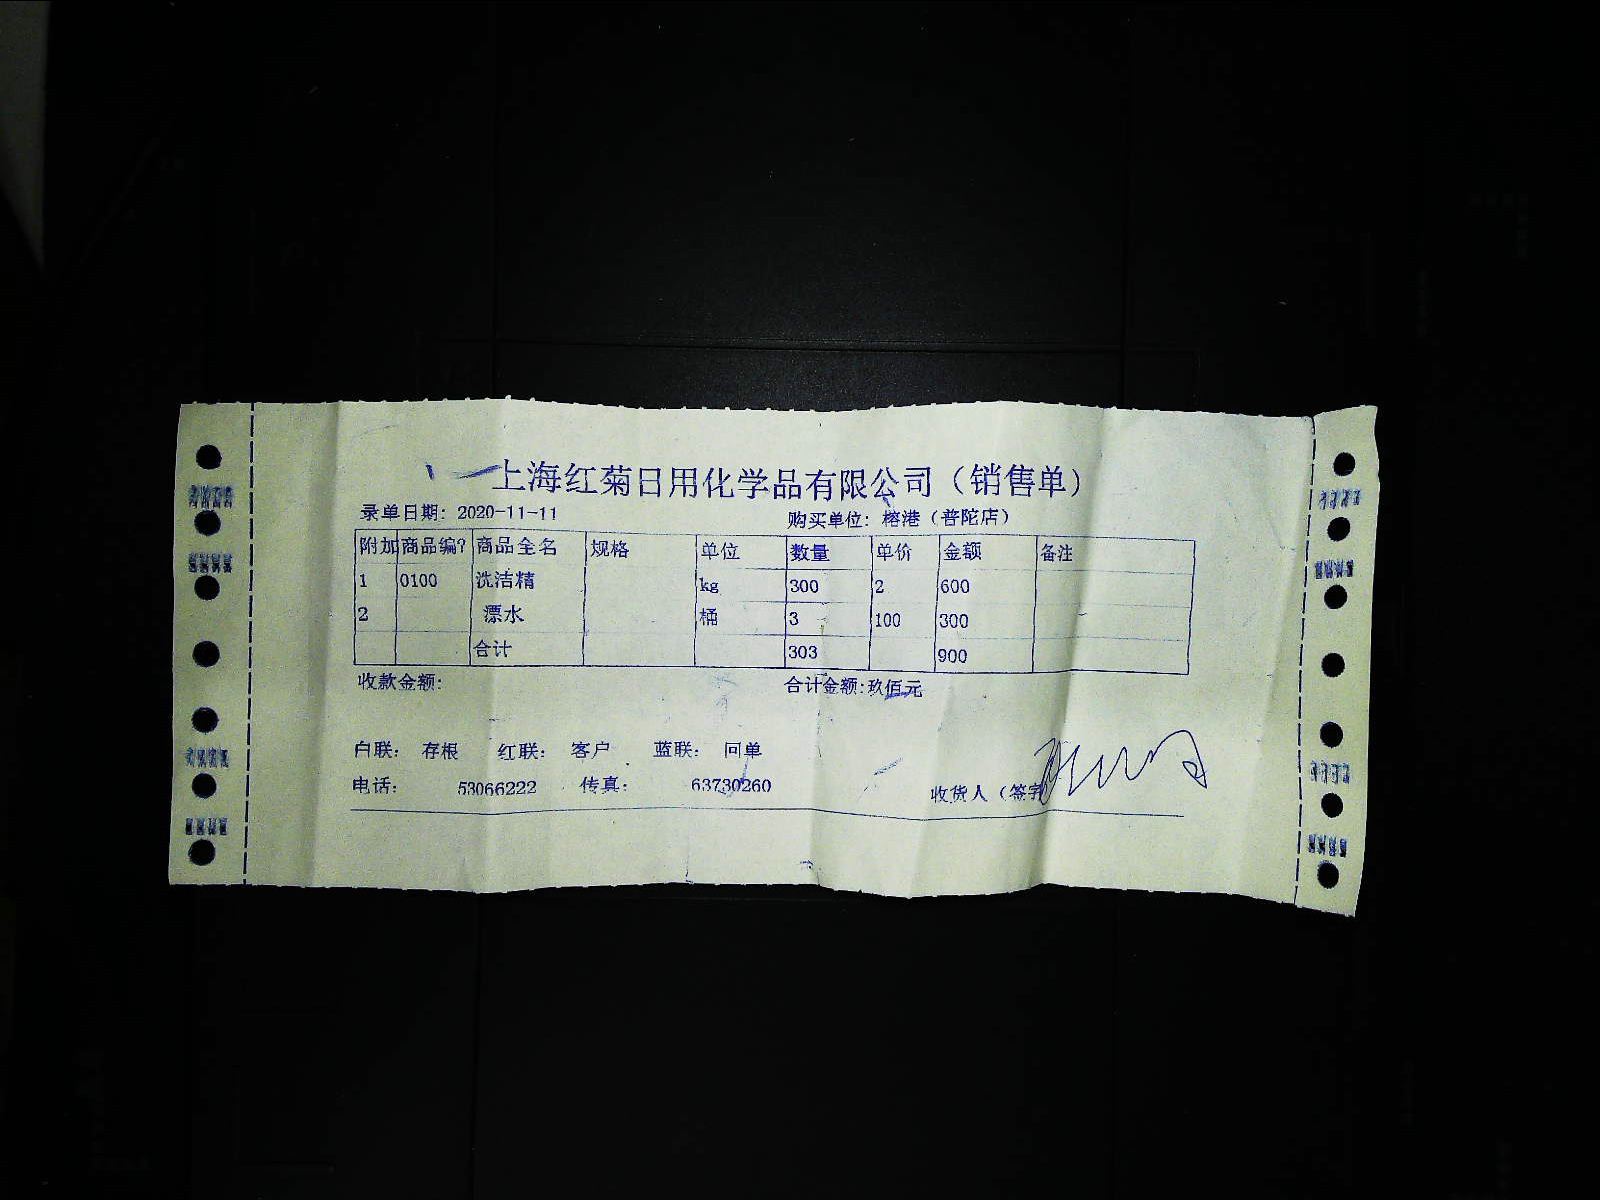 上海红菊日用化学品有限公司（销售单）
录单日期: 2020-11-11 购买单位: 榕港（普陀店）
附加 商品编? 商品全名 规格 单位 数量 单价 金额 备注
1 0100 洗洁精 kg 300 2 600
2 漂水 桶 3 100 300
合计 303 900
收款金额: 合计金额:玖佰元
白联: 存根 红联: 客户 蓝联: 回单
电话: 53066222 传真: 63730260 收货人（签字